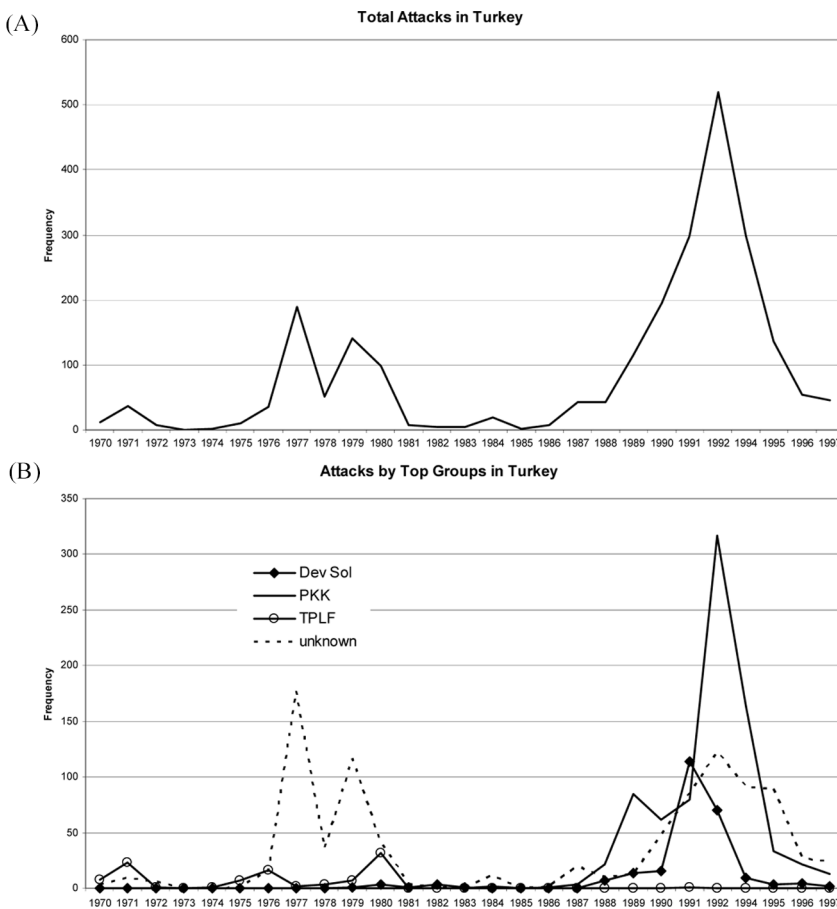 (A)
Total Attacks in Turkey
600
500
400
300
200
100
0
Frequency
1970 1971 1972 1973 1974 1975 1976 1977 1978 1979 1980 1981 1982 1983 1984 1985 1986 1987 1988 1989 1990 1991 1992 1994 1995 1996 1997
(B)
Attacks by Top Groups in Turkey
350
300
250
200
150
100
50
0
Frequency
Dev Sol
PKK
TPLF
unknown
1970 1971 1972 1973 1974 1975 1976 1977 1978 1979 1980 1981 1982 1983 1984 1985 1986 1987 1988 1989 1990 1991 1992 1994 1995 1996 199